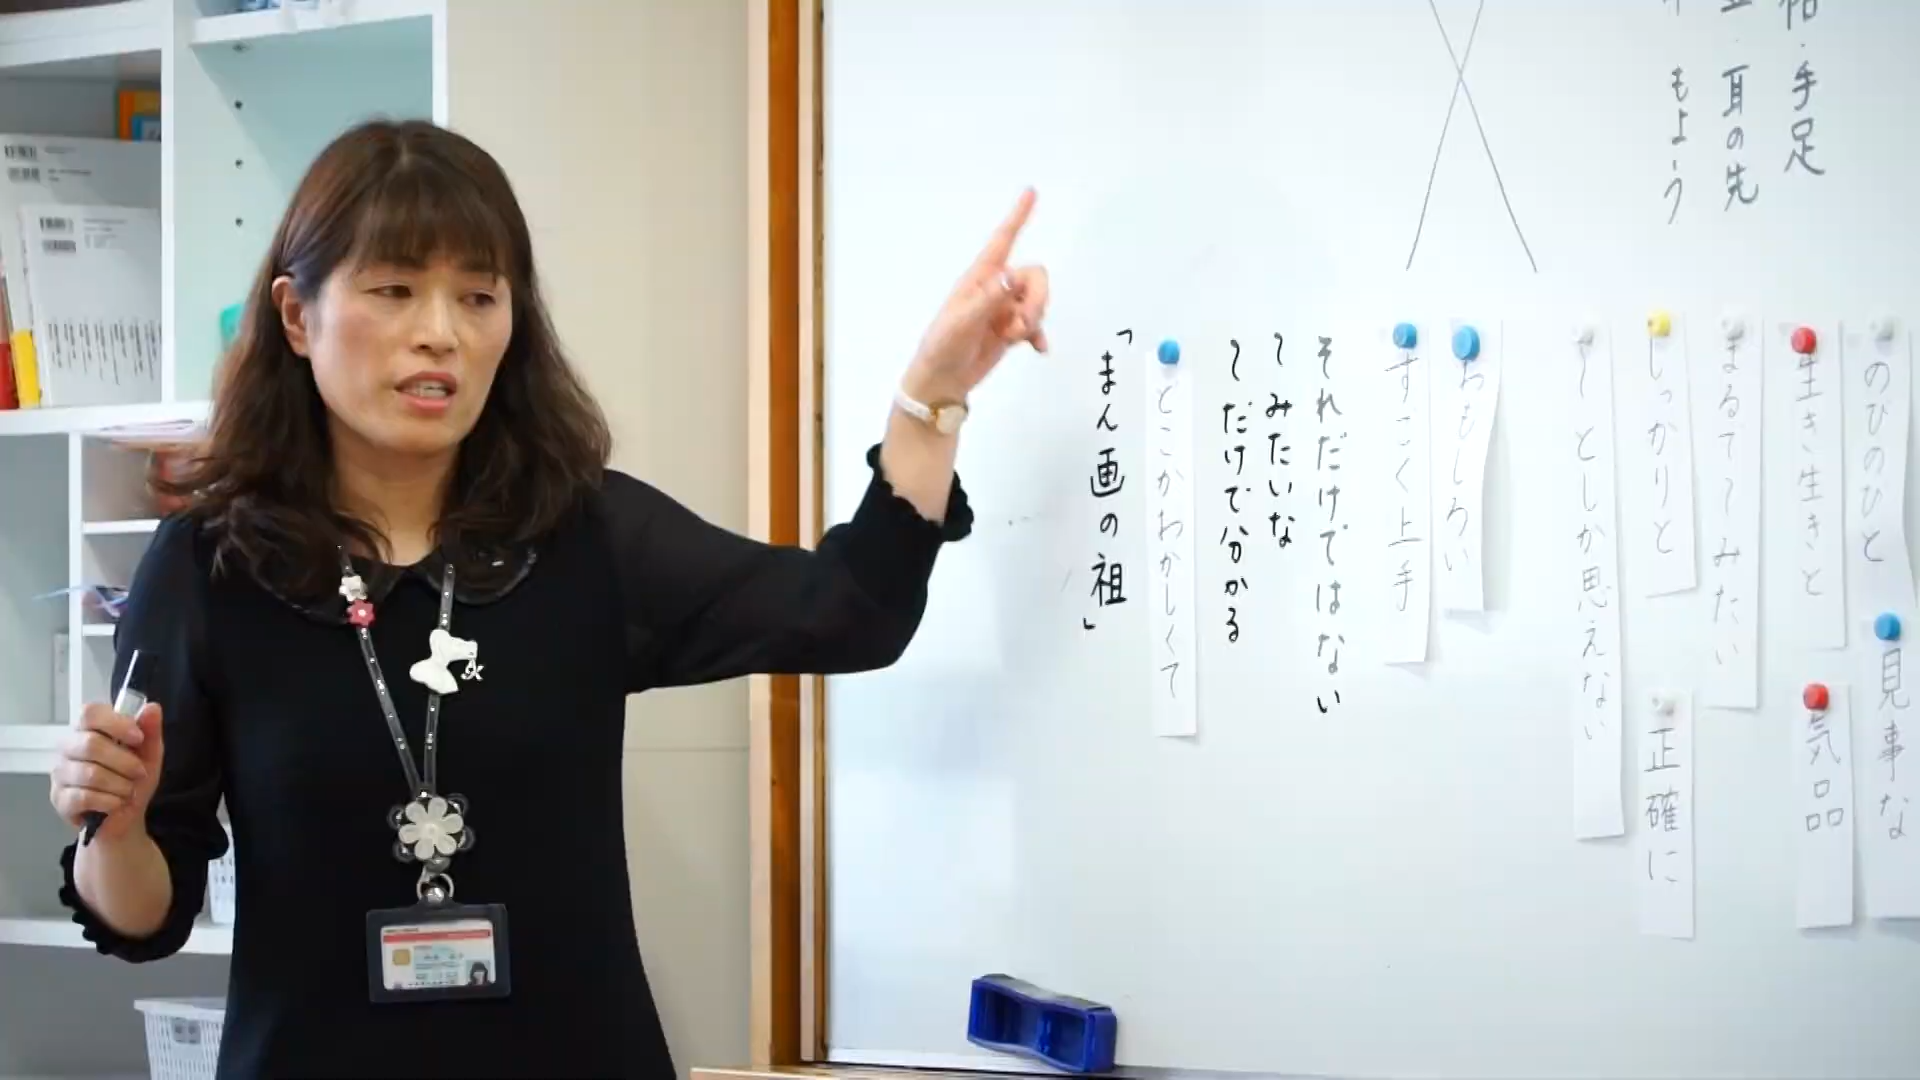 手足
耳の先
もよう
のびのびと
見事な
生き生きと
気品
まるで〜みたい
しっかりと
正確に
〜としか思えない
おもしろい
すごく上手
それだけではない
〜みたいな
〜だけで分かる
どこかおかしくて
「まん画の祖」